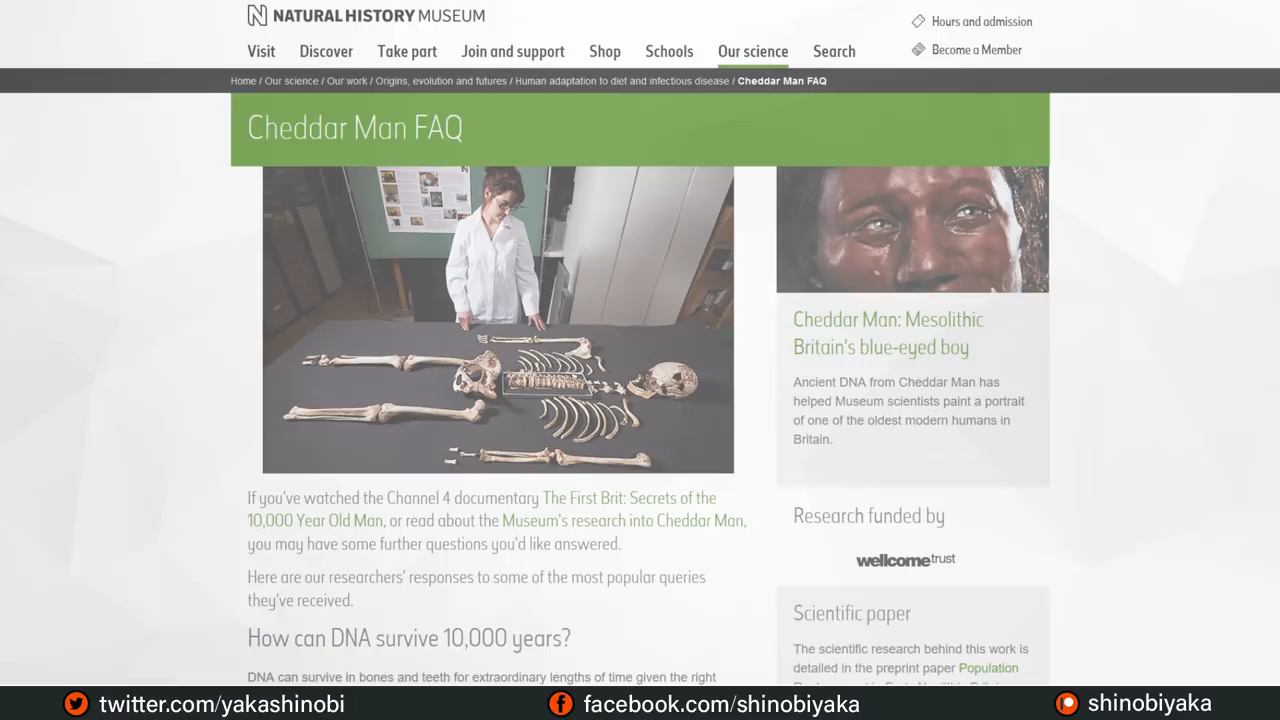 NATURAL HISTORY MUSEUM
Hours and admission
Become a Member
Visit Discover Take part Join and support Shop Schools Our science Search
Home / Our science / Our work / Origins, evolution and futures / Human adaptation to diet and infectious disease / Cheddar Man FAQ
Cheddar Man FAQ
If you've watched the Channel 4 documentary The First Brit: Secrets of the
10,000 Year Old Man, or read about the Museum's research into Cheddar Man,
you may have some further questions you'd like answered.
Here are our researchers' responses to some of the most popular queries
they've received.
How can DNA survive 10,000 years?
DNA can survive in bones and teeth for extraordinary lengths of time given the right
Cheddar Man: Mesolithic
Britain's blue-eyed boy
Ancient DNA from Cheddar Man has
helped Museum scientists paint a portrait
of one of the oldest modern humans in
Britain.
Research funded by
wellcometrust
Scientific paper
The scientific research behind this work is
detailed in the preprint paper Population
twitter.com/yakashinobi
facebook.com/shinobiyaka
shinobiyaka